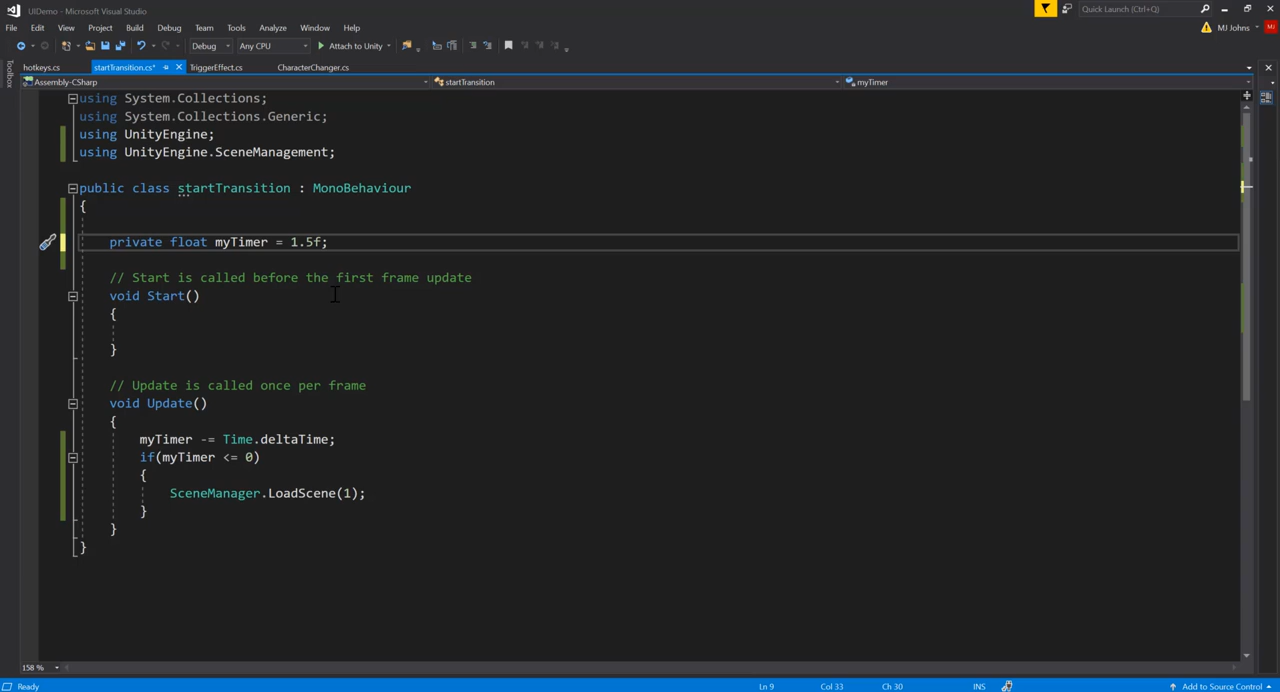 UIDemo - Microsoft Visual Studio
Quick Launch (Ctrl+Q)
File Edit View Project Build Debug Team Tools Analyze Window Help
MJ Johns
MJ
Debug Any CPU Attach to Unity
Toolbox
hotkeys.cs startTransition.cs* TriggerEffect.cs CharacterChanger.cs
Assembly-CSharp startTransition myTimer
using System.Collections;
using System.Collections.Generic;
using UnityEngine;
using UnityEngine.SceneManagement;
public class startTransition : MonoBehaviour
{
private float myTimer = 1.5f;
// Start is called before the first frame update
void Start()
{
}
// Update is called once per frame
void Update()
{
myTimer -= Time.deltaTime;
if(myTimer <= 0)
{
SceneManager.LoadScene(1);
}
}
}
158 %
Ready Ln 9 Col 33 Ch 30 INS Add to Source Control